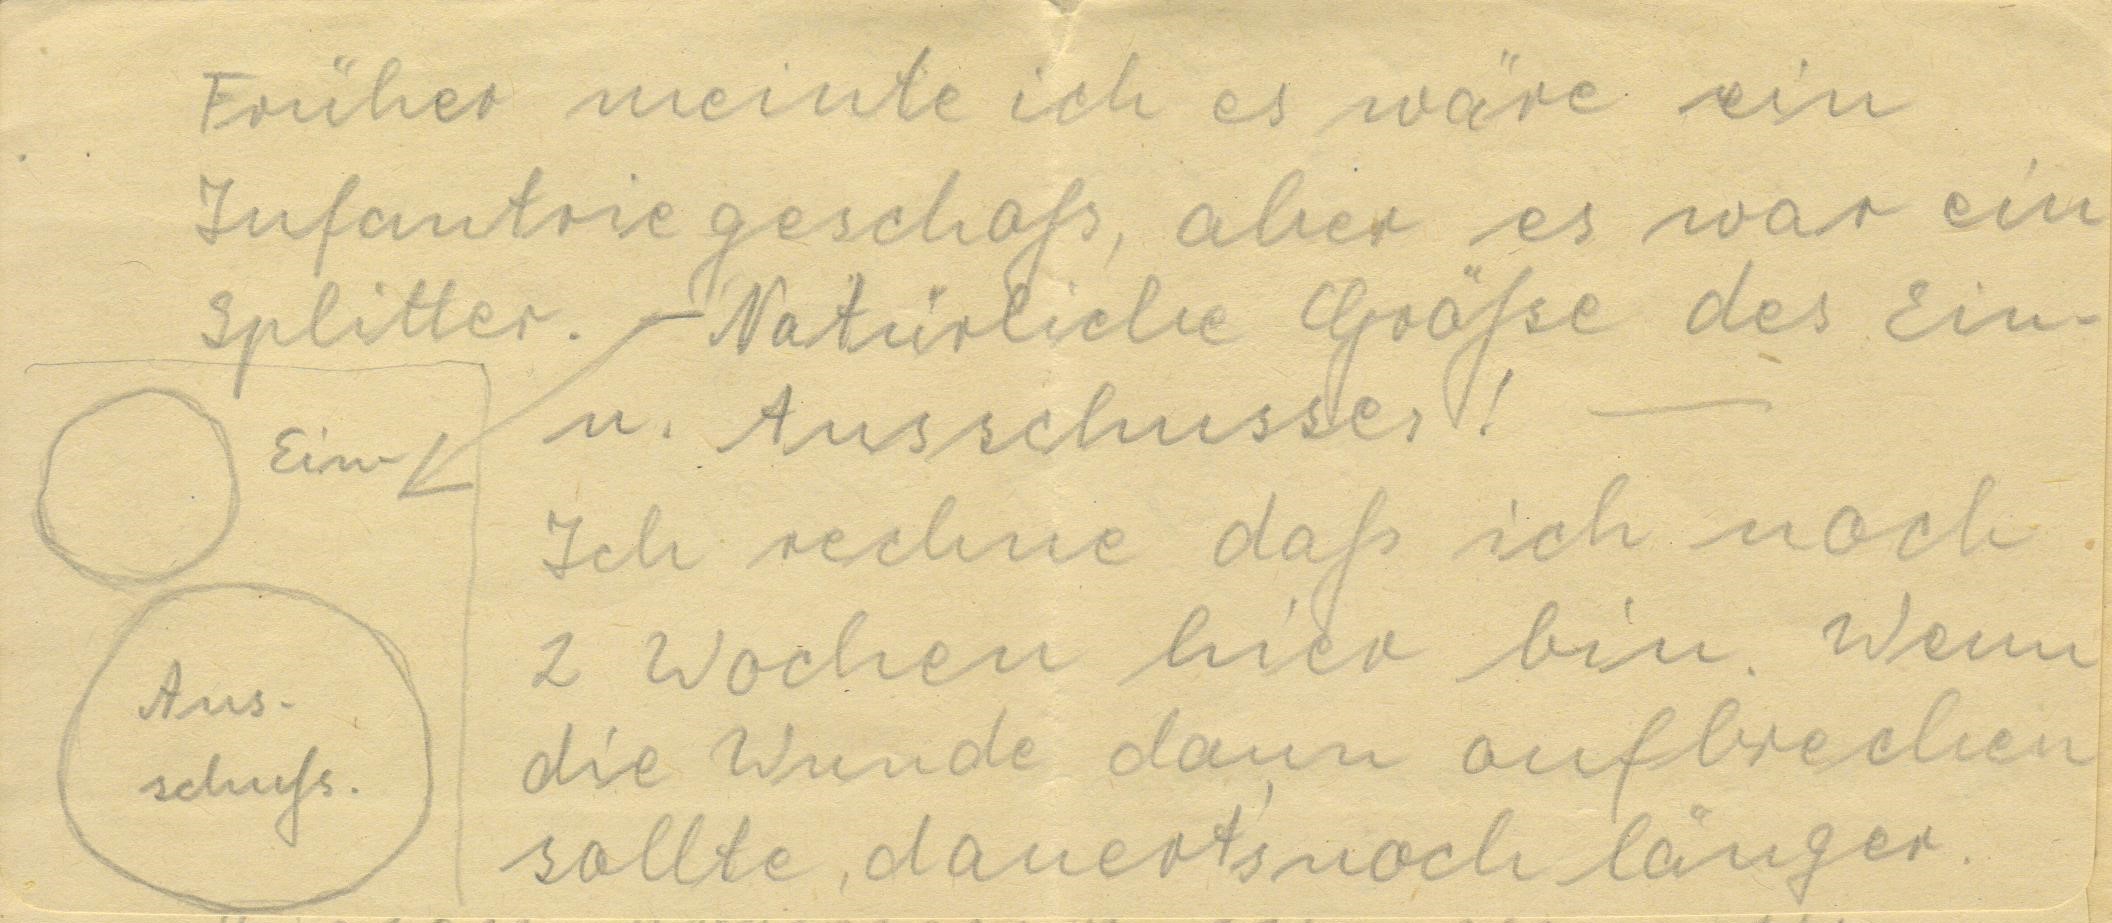 Früher meinte ich es wäre ein
Infantriegeschoß, aber es war ein
Splitter. – Natürliche Größe des Ein-
u. Ausschusses! —
Ein-
Aus-
schuß.
Ich rechne daß ich noch
2 Wochen hier bin. Wenn
die Wunde dann aufbrechen
sollte, dauert's noch länger.